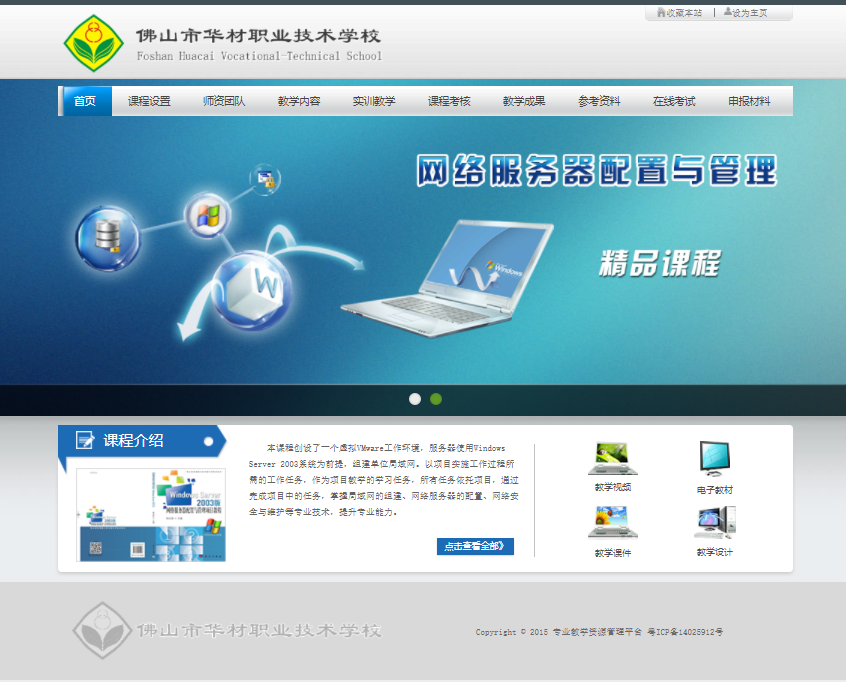 收藏本站 | 设为主页
佛山市华材职业技术学校
Foshan Huacai Vocational-Technical School
首页 课程设置 师资团队 教学内容 实训教学 课程考核 教学成果 参考资料 在线考试 申报材料
网络服务器配置与管理
精品课程
Windows
课程介绍
本课程创设了一个虚拟VMware工作环境，服务器使用Windows
Server 2003系统为前提，组建单位局域网。以项目实施工作过程所
需的工作任务，作为项目教学的学习任务，所有任务依托项目，通过
完成项目中的任务，掌握局域网的组建、网络服务器的配置、网络安
全与维护等专业技术，提升专业能力。
点击查看全部》
Windows Server
2003版
教学视频
电子教材
教学课件
教学设计
佛山市华材职业技术学校
Copyright © 2015 专业教学资源管理平台 粤ICP备14025912号